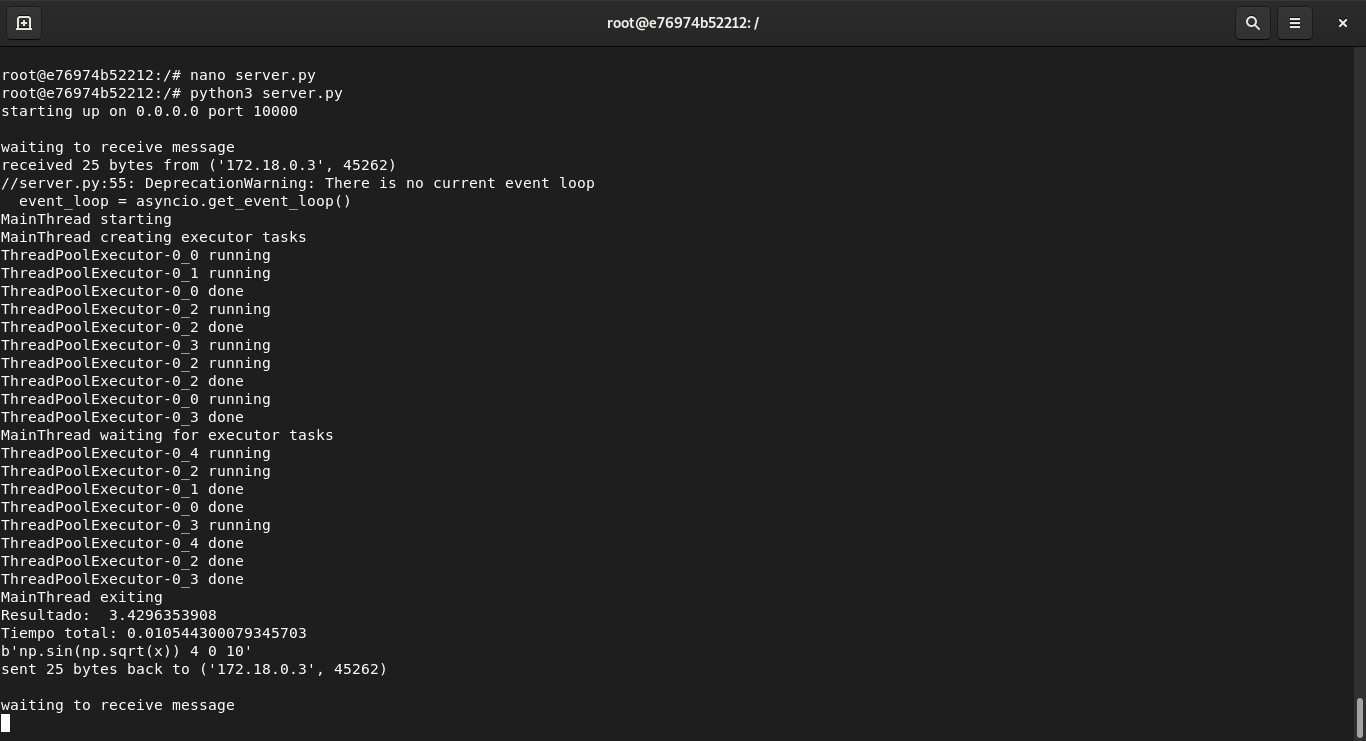 root@e76974b52212: /
root@e76974b52212:/# nano server.py
root@e76974b52212:/# python3 server.py
starting up on 0.0.0.0 port 10000
waiting to receive message
received 25 bytes from ('172.18.0.3', 45262)
//server.py:55: DeprecationWarning: There is no current event loop
  event_loop = asyncio.get_event_loop()
MainThread starting
MainThread creating executor tasks
ThreadPoolExecutor-0_0 running
ThreadPoolExecutor-0_1 running
ThreadPoolExecutor-0_0 done
ThreadPoolExecutor-0_2 running
ThreadPoolExecutor-0_2 done
ThreadPoolExecutor-0_3 running
ThreadPoolExecutor-0_2 running
ThreadPoolExecutor-0_2 done
ThreadPoolExecutor-0_0 running
ThreadPoolExecutor-0_3 done
MainThread waiting for executor tasks
ThreadPoolExecutor-0_4 running
ThreadPoolExecutor-0_2 running
ThreadPoolExecutor-0_1 done
ThreadPoolExecutor-0_0 done
ThreadPoolExecutor-0_3 running
ThreadPoolExecutor-0_4 done
ThreadPoolExecutor-0_2 done
ThreadPoolExecutor-0_3 done
MainThread exiting
Resultado:  3.4296353908
Tiempo total: 0.010544300079345703
b'np.sin(np.sqrt(x)) 4 0 10'
sent 25 bytes back to ('172.18.0.3', 45262)
waiting to receive message